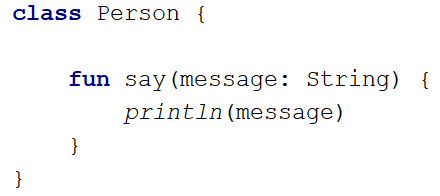 class Person {
fun say(message: String) {
println(message)
}
}